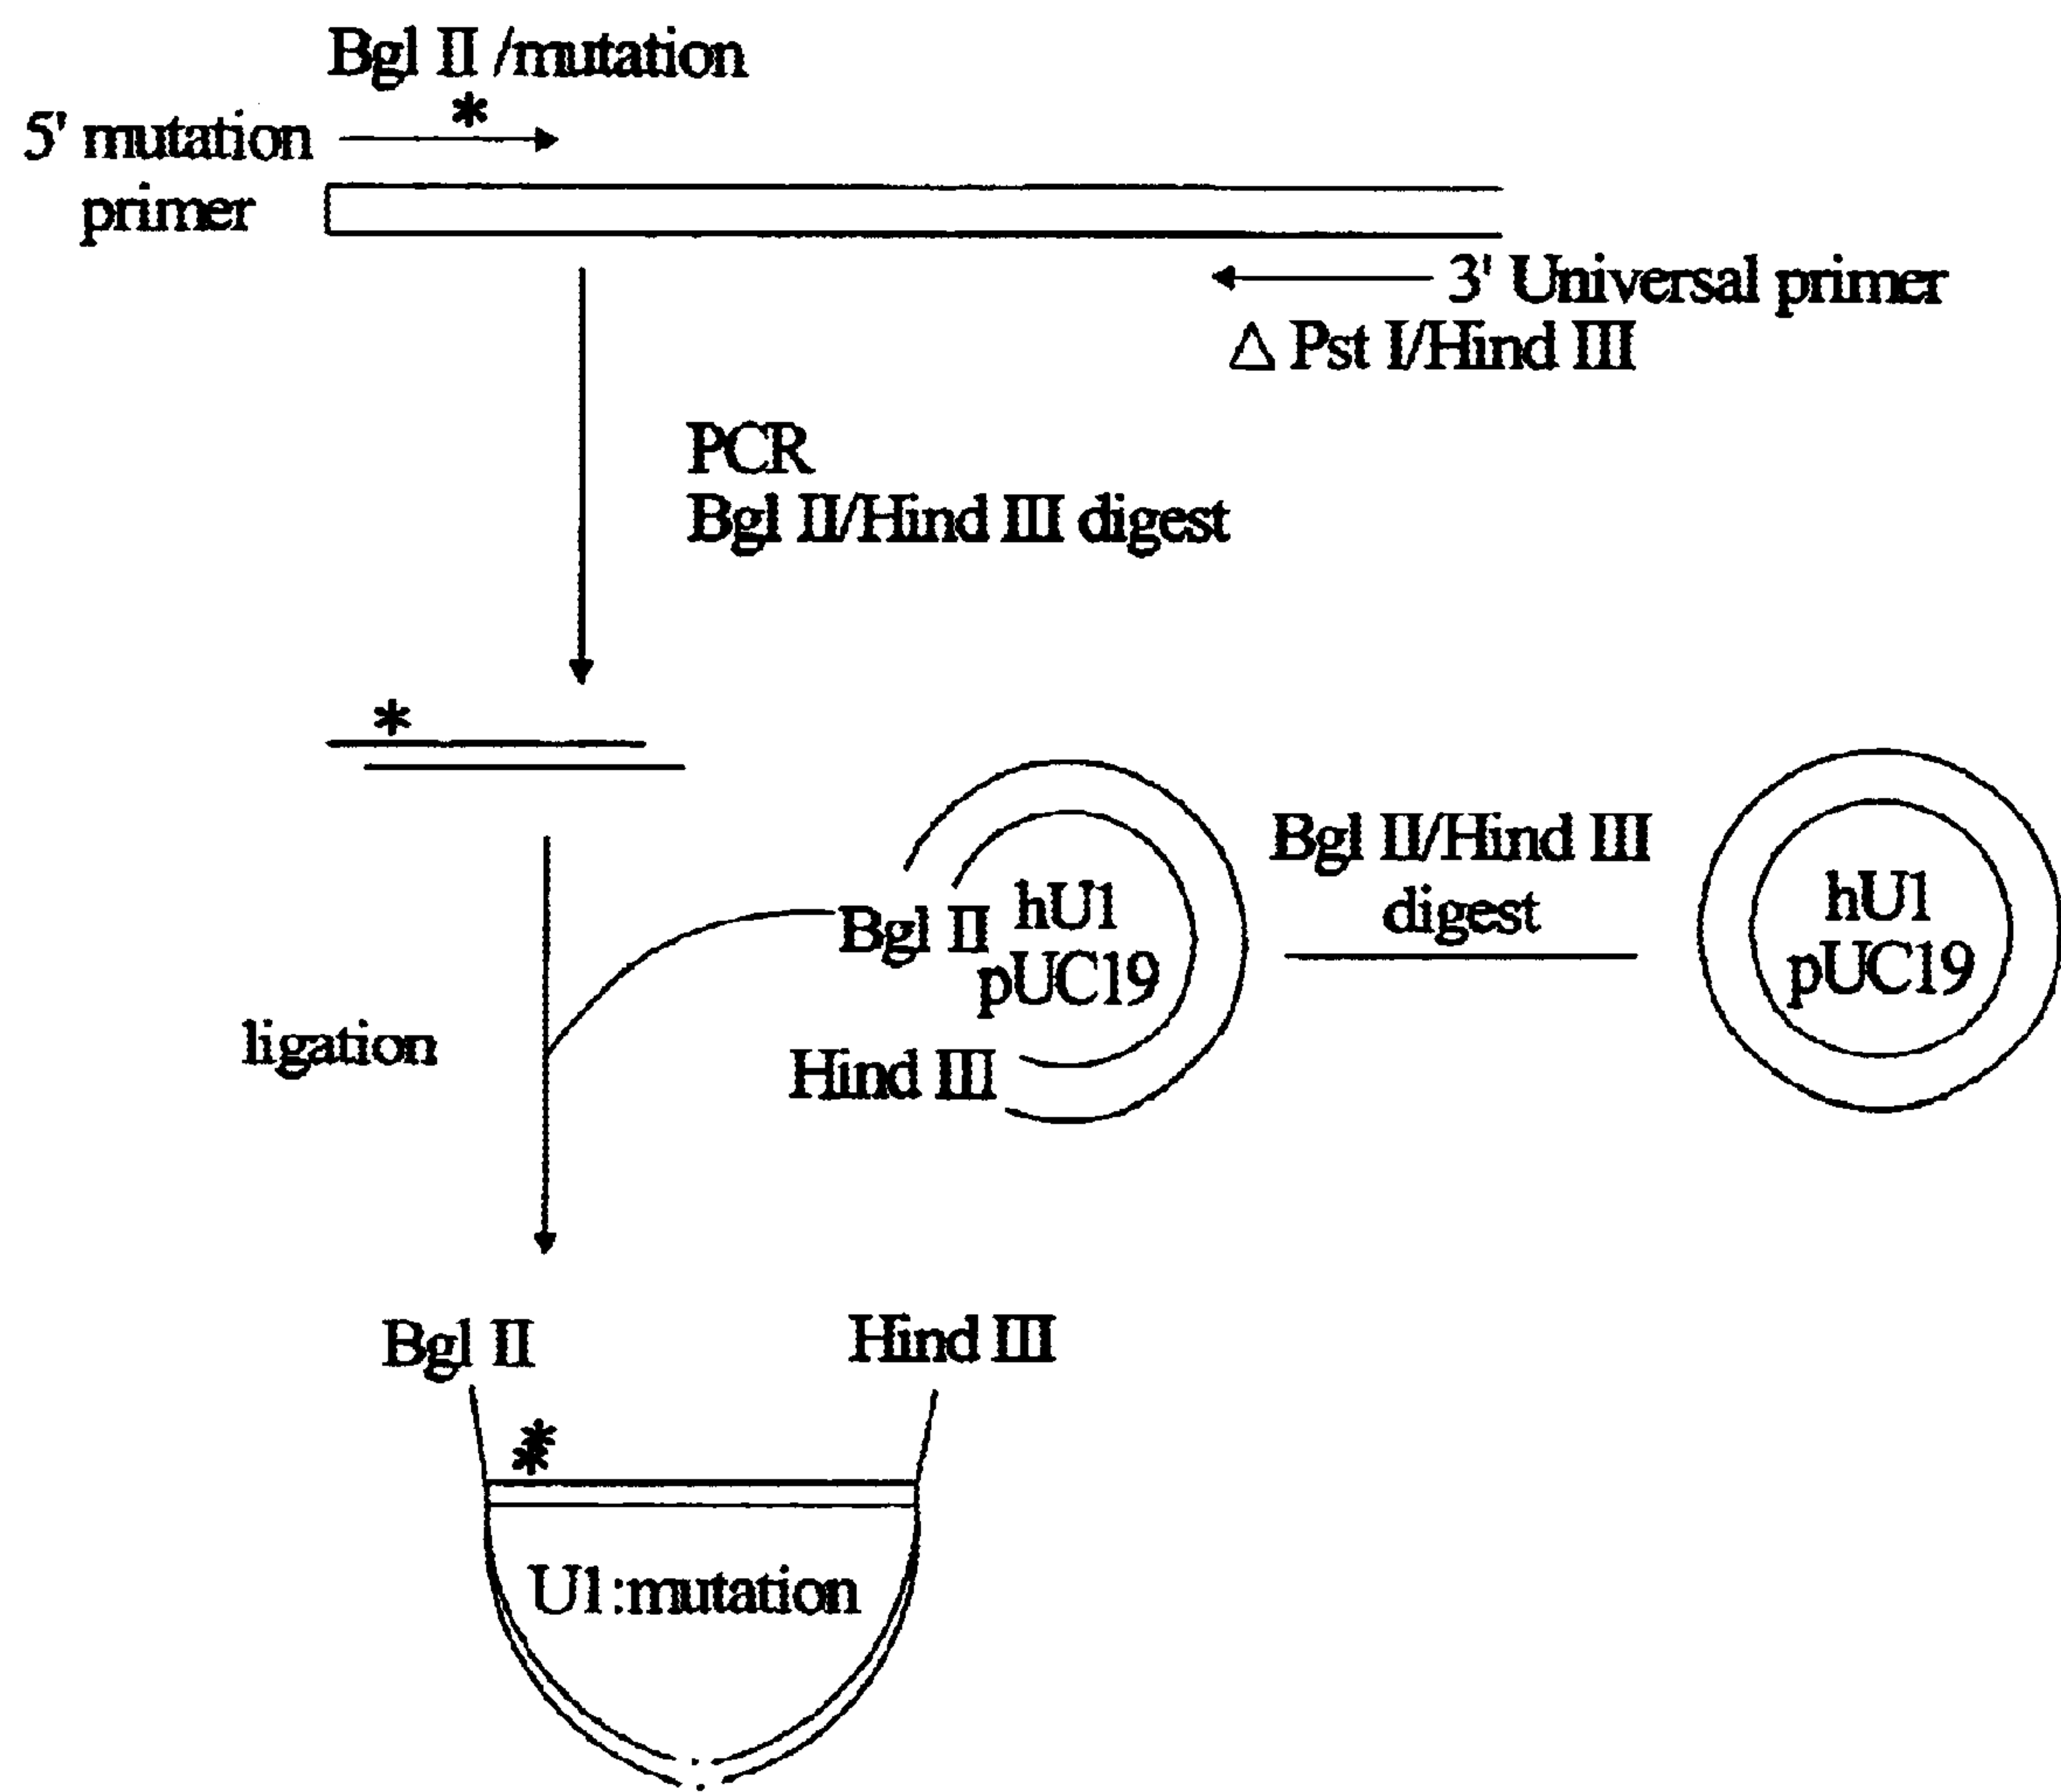 Bgl II /mutation
*
5' mutation
primer
3' Universal primer
△ Pst I/Hind III
PCR
Bgl II/Hind III digest
*
Bgl II/Hind III
digest
hU1
pUC19
Bgl II
hU1
pUC19
Hind III
ligation
Bgl II
Hind III
*
*
U1:mutation